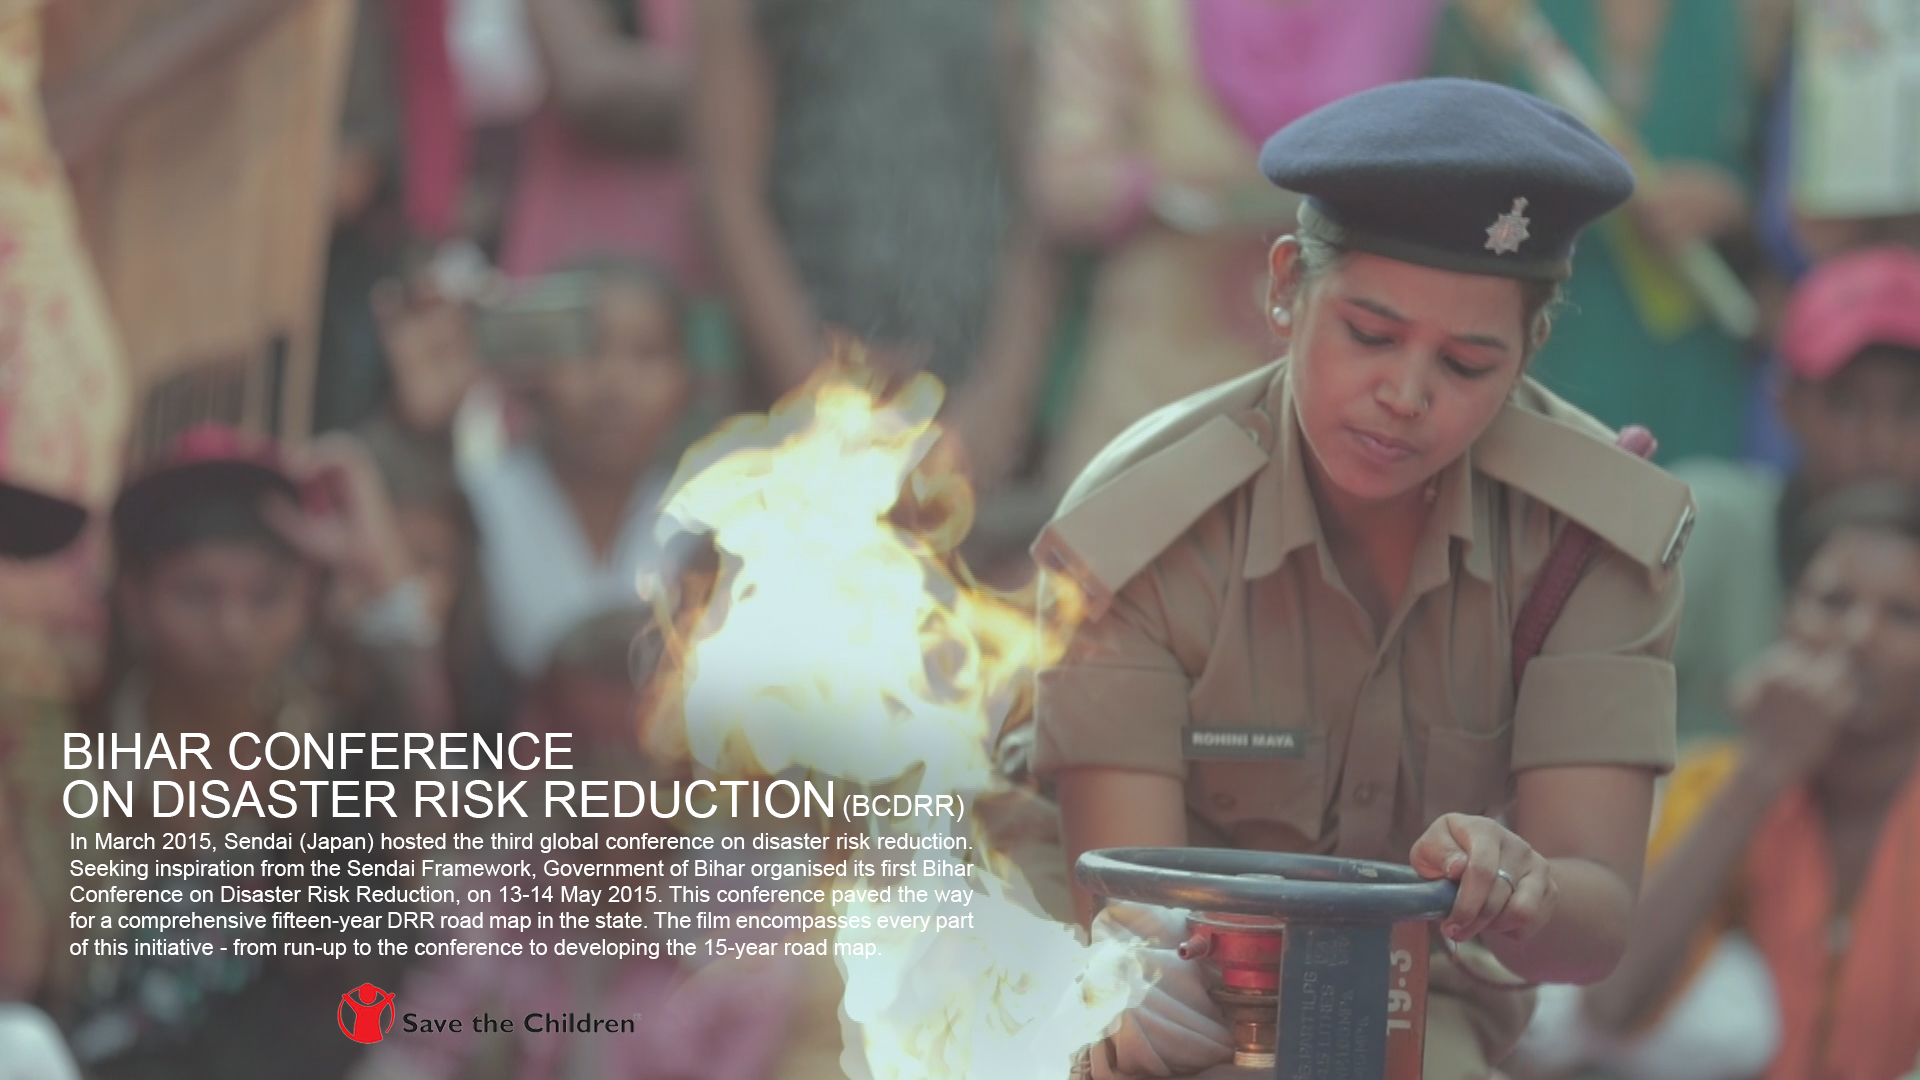 ROHINI MAYA
BIHAR CONFERENCE
ON DISASTER RISK REDUCTION (BCDRR)
In March 2015, Sendai (Japan) hosted the third global conference on disaster risk reduction.
Seeking inspiration from the Sendai Framework, Government of Bihar organised its first Bihar
Conference on Disaster Risk Reduction, on 13-14 May 2015. This conference paved the way
for a comprehensive fifteen-year DRR road map in the state. The film encompasses every part
of this initiative - from run-up to the conference to developing the 15-year road map.
Save the Children
19.3